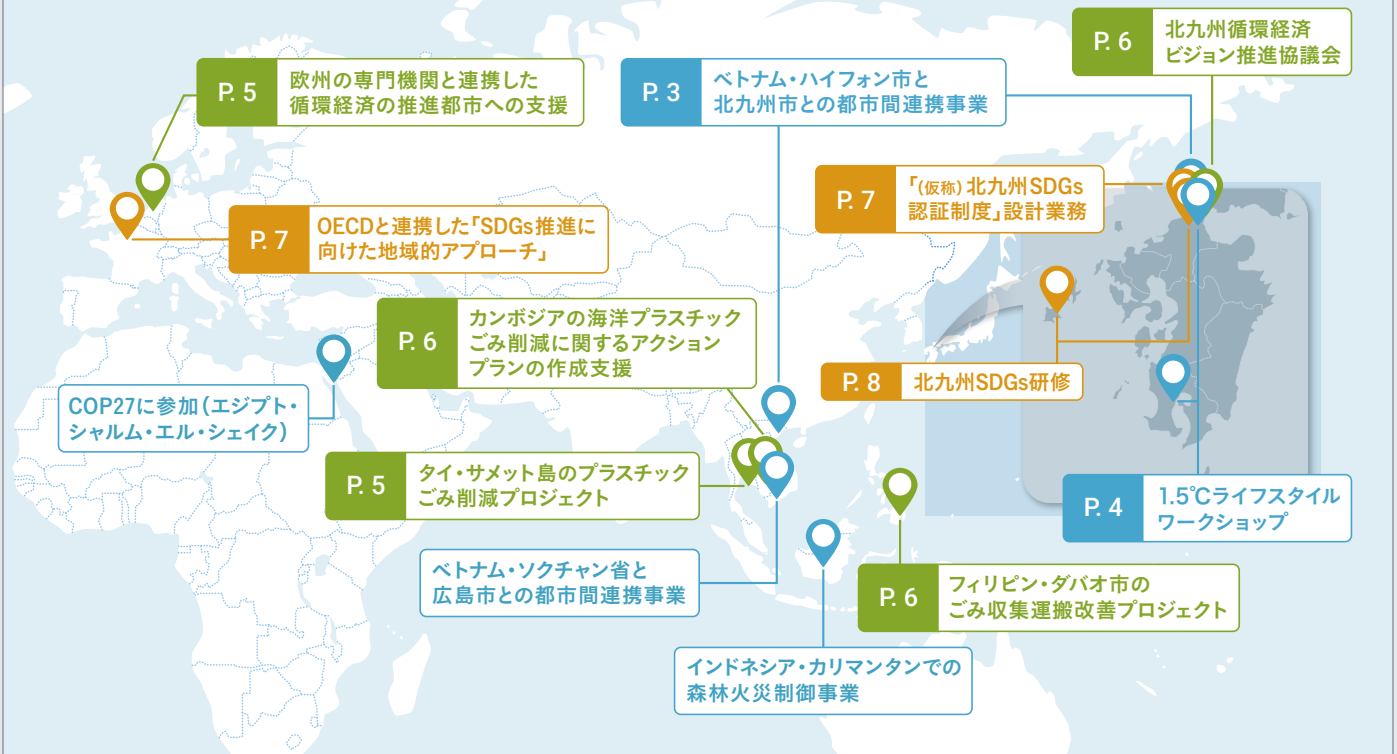 P. 6
北九州循環経済
ビジョン推進協議会
P. 5
欧州の専門機関と連携した
循環経済の推進都市への支援
P. 3
ベトナム・ハイフォン市と
北九州市との都市間連携事業
P. 7
「(仮称)北九州SDGs
認証制度」設計業務
P. 7
OECDと連携した「SDGs推進に
向けた地域的アプローチ」
P. 6
カンボジアの海洋プラスチック
ごみ削減に関するアクション
プランの作成支援
P. 8
北九州SDGs研修
COP27に参加(エジプト・
シャルム・エル・シェイク)
P. 5
タイ・サメット島のプラスチック
ごみ削減プロジェクト
P. 4
1.5℃ライフスタイル
ワークショップ
ベトナム・ソクチャン省と
広島市との都市間連携事業
P. 6
フィリピン・ダバオ市の
ごみ収集運搬改善プロジェクト
インドネシア・カリマンタンでの
森林火災制御事業